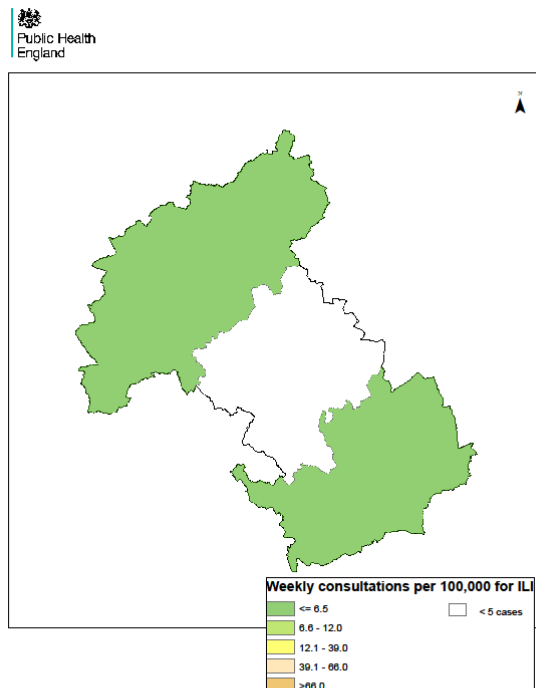 Public Health
England
N
Weekly consultations per 100,000 for ILI
<= 6.5
< 5 cases
6.6 - 12.0
12.1 - 39.0
39.1 - 66.0
>66.0